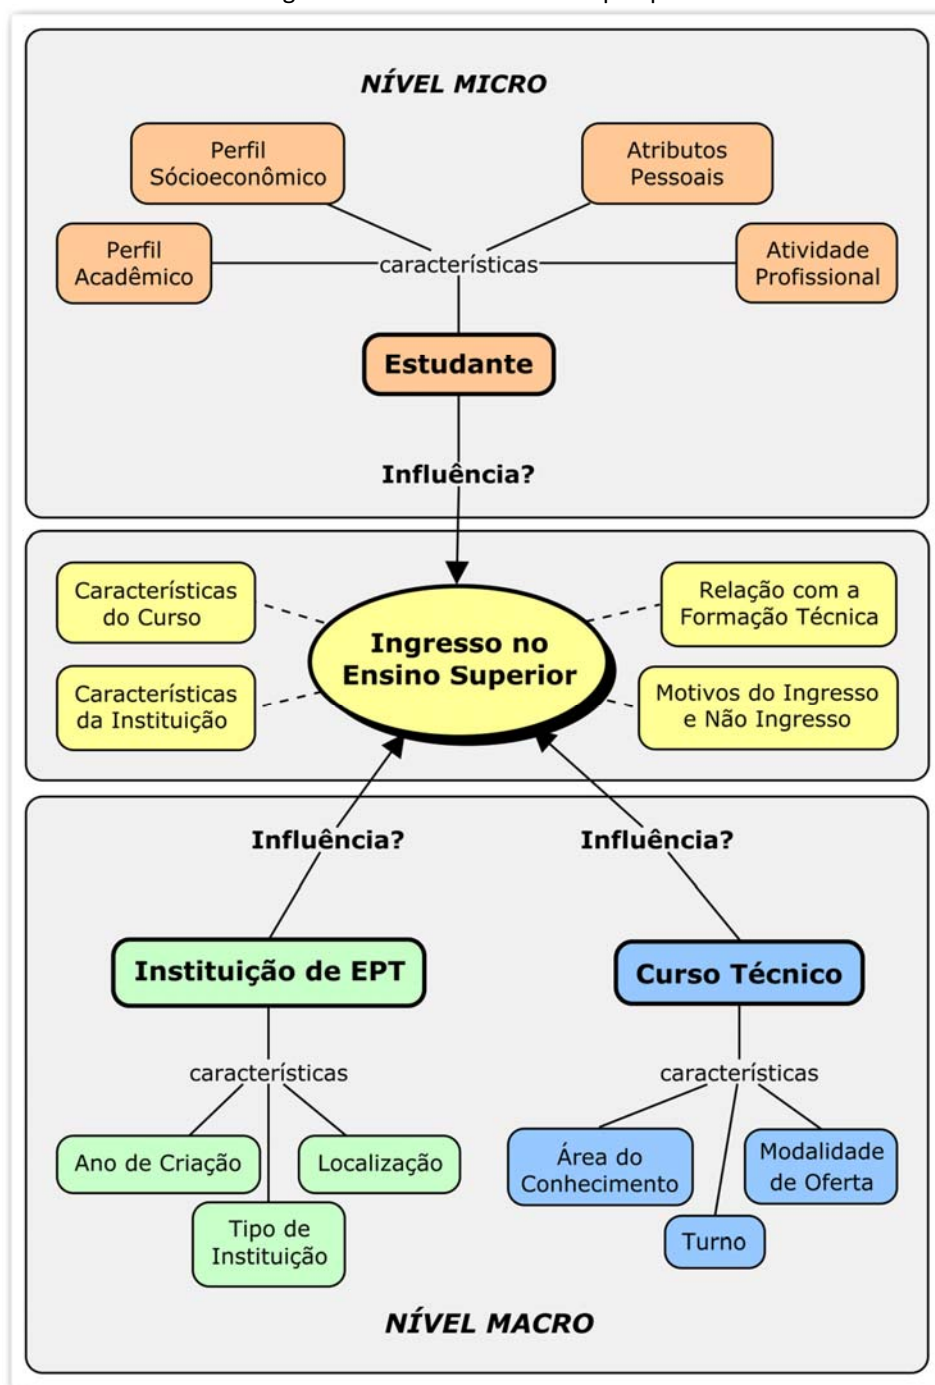 NÍVEL MICRO
Perfil
Sócioeconômico
Atributos
Pessoais
Perfil
Acadêmico
características
Atividade
Profissional
Estudante
Influência?
Características
do Curso
Relação com a
Formação Técnica
Ingresso no
Ensino Superior
Características
da Instituição
Motivos do Ingresso
e Não Ingresso
Influência?
Influência?
Instituição de EPT
Curso Técnico
características
características
Ano de Criação
Localização
Tipo de
Instituição
Área do
Conhecimento
Modalidade
de Oferta
Turno
NÍVEL MACRO